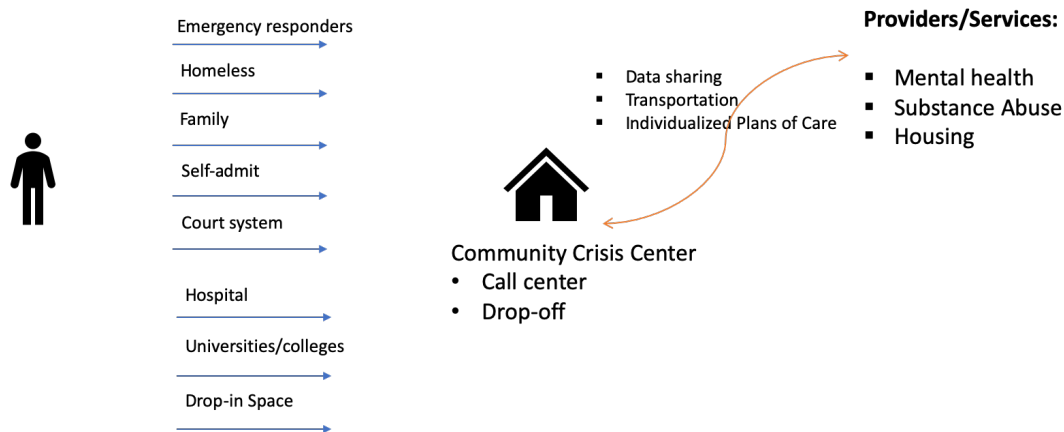 Emergency responders
Homeless
Family
Self-admit
Court system
Hospital
Universities/colleges
Drop-in Space
▪ Data sharing
▪ Transportation
▪ Individualized Plans of Care
Community Crisis Center
• Call center
• Drop-off
Providers/Services:
▪ Mental health
▪ Substance Abuse
▪ Housing